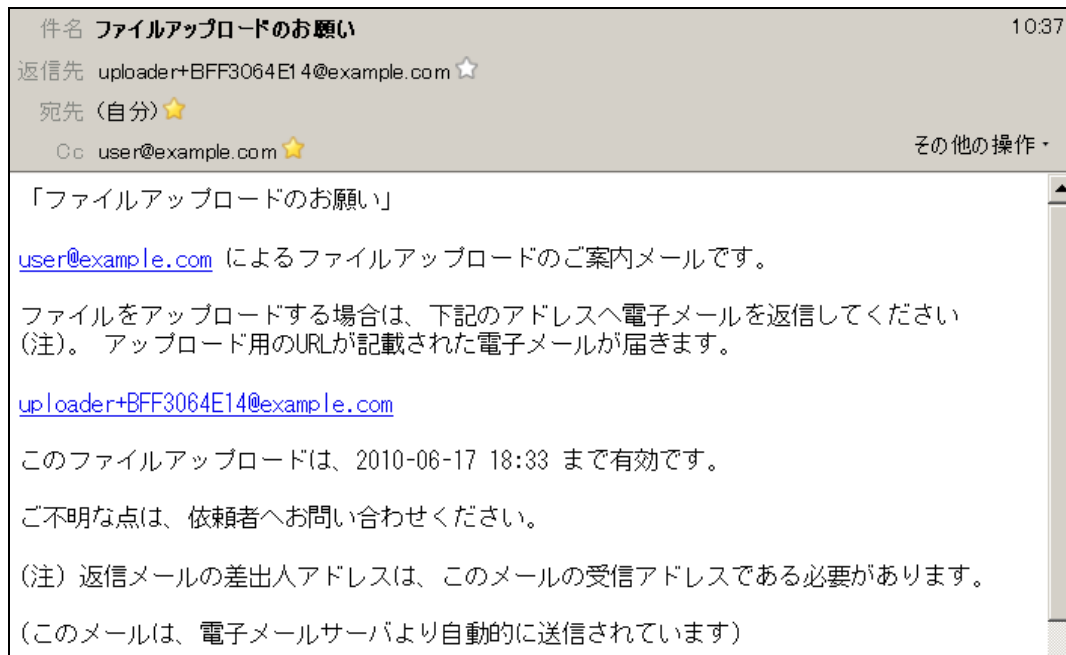 件名 ファイルアップロードのお願い 10:37
返信先 uploader+BFF3064E14@example.com
宛先 (自分)
Cc user@example.com
その他の操作・
「ファイルアップロードのお願い」
user@example.com によるファイルアップロードのご案内メールです。
ファイルをアップロードする場合は、下記のアドレスへ電子メールを返信してください
(注)。 アップロード用のURLが記載された電子メールが届きます。
uploader+BFF3064E14@example.com
このファイルアップロードは、2010-06-17 18:33 まで有効です。
ご不明な点は、依頼者へお問い合わせください。
(注) 返信メールの差出人アドレスは、このメールの受信アドレスである必要があります。
(このメールは、電子メールサーバより自動的に送信されています)